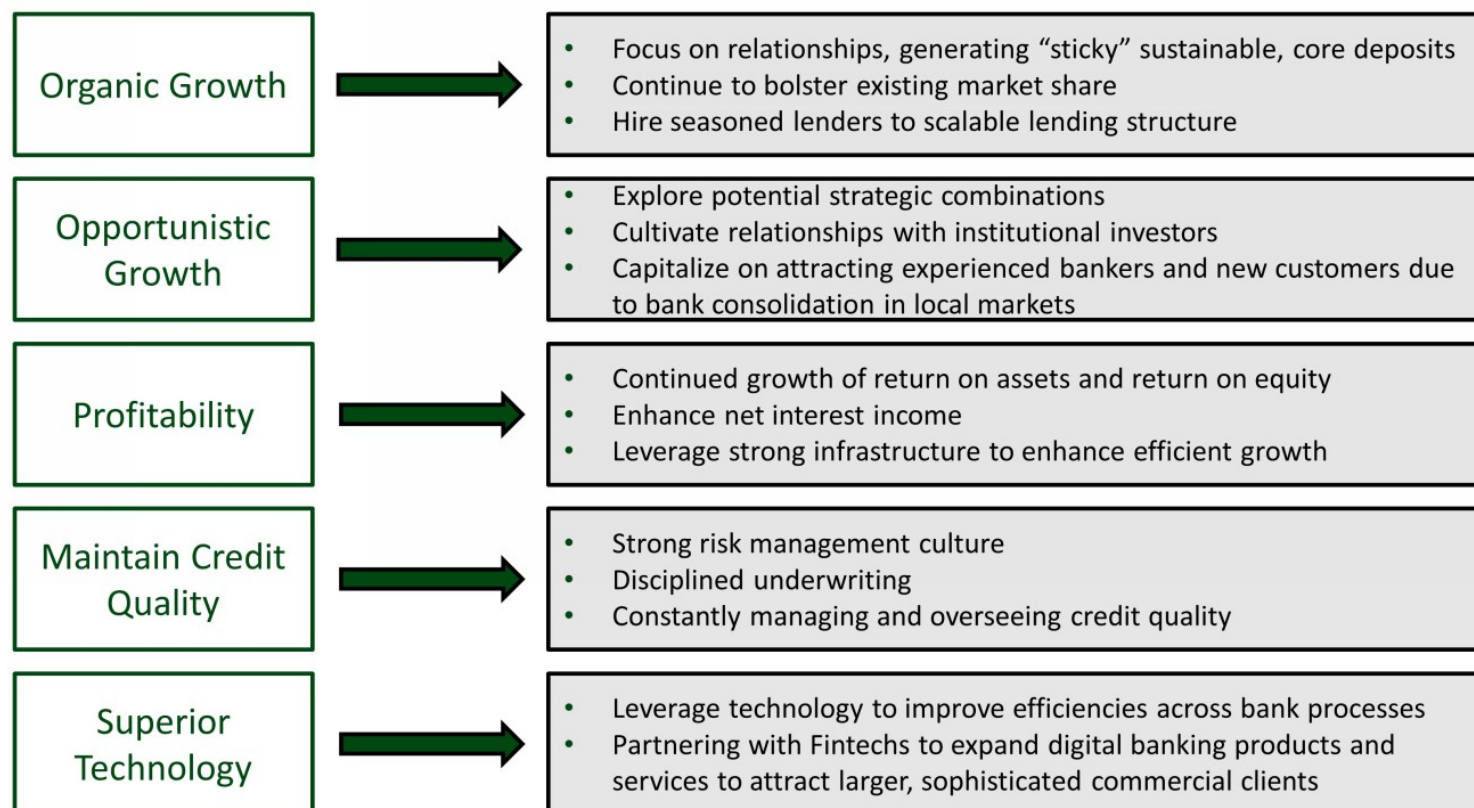 Organic Growth
• Focus on relationships, generating “sticky” sustainable, core deposits
• Continue to bolster existing market share
• Hire seasoned lenders to scalable lending structure
Opportunistic
Growth
• Explore potential strategic combinations
• Cultivate relationships with institutional investors
• Capitalize on attracting experienced bankers and new customers due
to bank consolidation in local markets
Profitability
• Continued growth of return on assets and return on equity
• Enhance net interest income
• Leverage strong infrastructure to enhance efficient growth
Maintain Credit
Quality
• Strong risk management culture
• Disciplined underwriting
• Constantly managing and overseeing credit quality
Superior
Technology
• Leverage technology to improve efficiencies across bank processes
• Partnering with Fintechs to expand digital banking products and
services to attract larger, sophisticated commercial clients